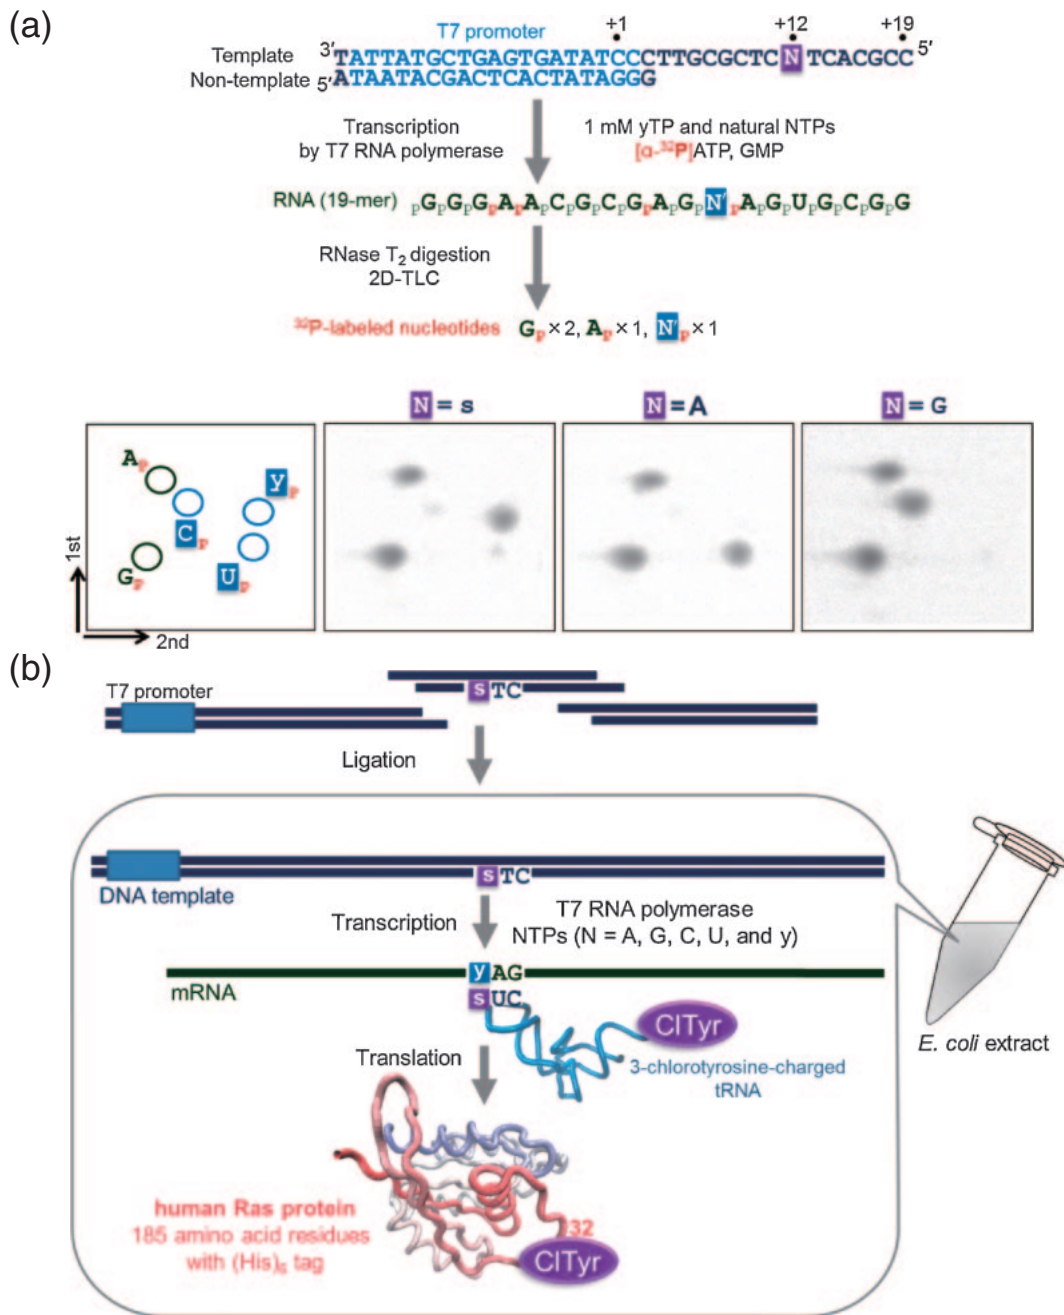 (a)
T7 promoter +1 +12 +19
Template 3' TATTATGCTGAGTGATATCCCTTGCGCTC N TCACGCC 5'
Non-template 5' ATAATACGACTCACTATAGGG
Transcription
by T7 RNA polymerase
1 mM yTP and natural NTPs
[α-32P]ATP, GMP
RNA (19-mer) pGpGpGpApApCpGpCpGpApGpN'pApGpUpGpCpGpG
RNase T2 digestion
2D-TLC
32P-labeled nucleotides Gp × 2, Ap × 1, N'p × 1
N = s
N = A
N = G
Ap
yp
Cp
Gp
Up
1st
2nd
(b)
T7 promoter
sTC
Ligation
DNA template
sTC
Transcription
T7 RNA polymerase
NTPs (N = A, G, C, U, and y)
mRNA
yAG
sUC
ClTyr
Translation
3-chlorotyrosine-charged
tRNA
E. coli extract
human Ras protein
185 amino acid residues
with (His)6 tag
32
ClTyr